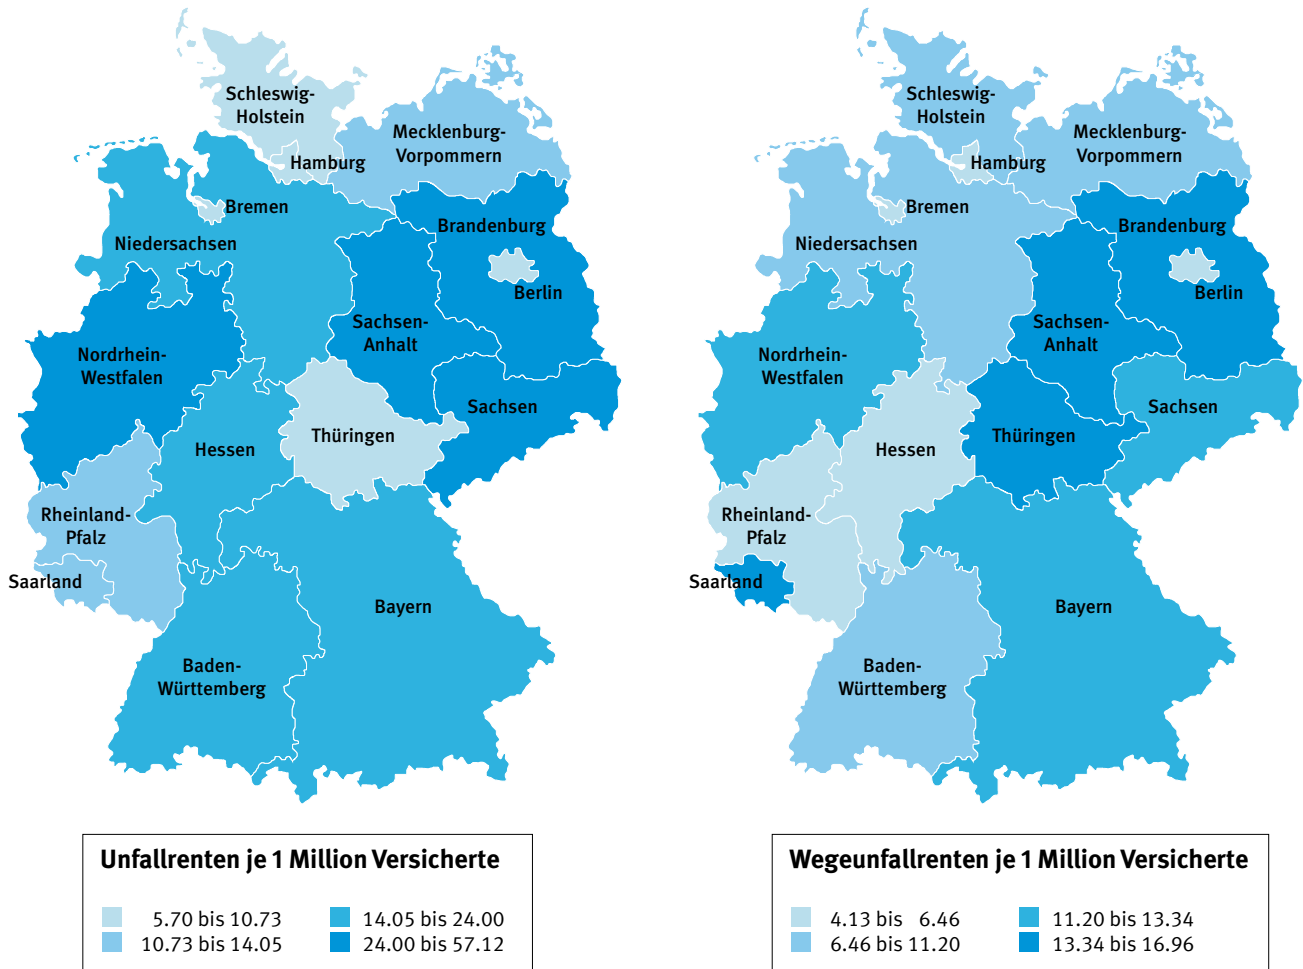 Schleswig-
Holstein
Mecklenburg-
Vorpommern
Hamburg
Bremen
Brandenburg
Niedersachsen
Berlin
Sachsen-
Anhalt
Nordrhein-
Westfalen
Sachsen
Thüringen
Hessen
Rheinland-
Pfalz
Saarland
Bayern
Baden-
Württemberg
Unfallrenten je 1 Million Versicherte
5.70 bis 10.73
14.05 bis 24.00
10.73 bis 14.05
24.00 bis 57.12
Schleswig-
Holstein
Mecklenburg-
Vorpommern
Hamburg
Bremen
Brandenburg
Niedersachsen
Berlin
Sachsen-
Anhalt
Nordrhein-
Westfalen
Sachsen
Thüringen
Hessen
Rheinland-
Pfalz
Saarland
Bayern
Baden-
Württemberg
Wegeunfallrenten je 1 Million Versicherte
4.13 bis 6.46
11.20 bis 13.34
6.46 bis 11.20
13.34 bis 16.96